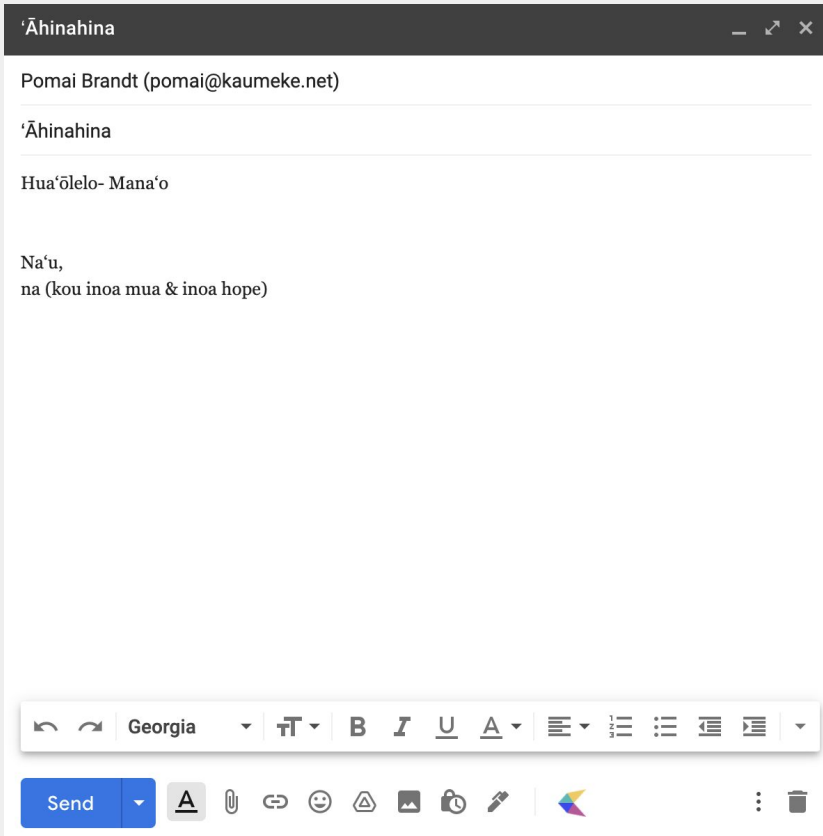 ʻĀhinahina
Pomai Brandt (pomai@kaumeke.net)
ʻĀhinahina
Huaʻōlelo- Manaʻo
Naʻu,
na (kou inoa mua & inoa hope)
Georgia
Send